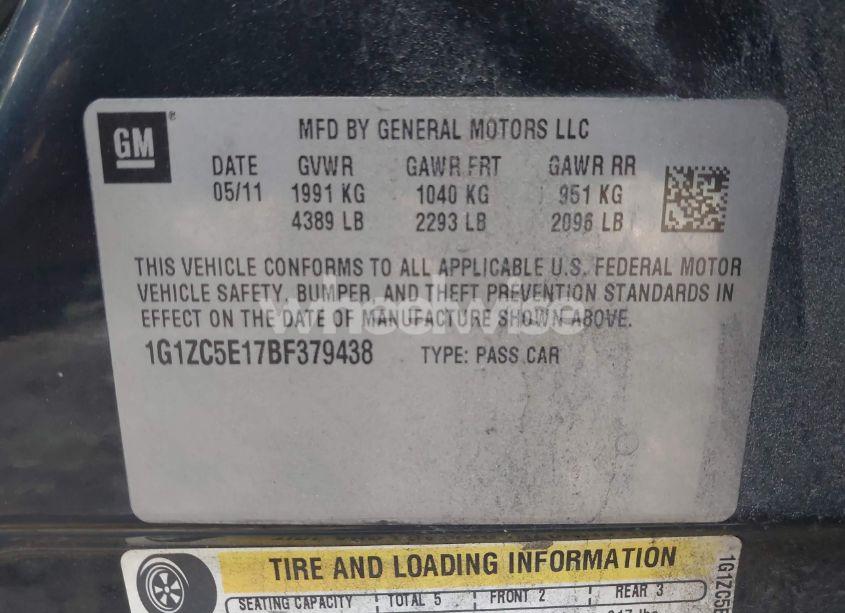 GM
MFD BY GENERAL MOTORS LLC
DATE GVWR GAWR FRT GAWR RR
05/11 1991 KG 1040 KG 951 KG
4389 LB 2293 LB 2096 LB
THIS VEHICLE CONFORMS TO ALL APPLICABLE U.S. FEDERAL MOTOR
VEHICLE SAFETY, BUMPER, AND THEFT PREVENTION STANDARDS IN
EFFECT ON THE DATE OF MANUFACTURE SHOWN ABOVE.
1G1ZC5E17BF379438 TYPE: PASS CAR
TIRE AND LOADING INFORMATION
SEATING CAPACITY TOTAL 5 FRONT 2 REAR 3
1G1ZC5